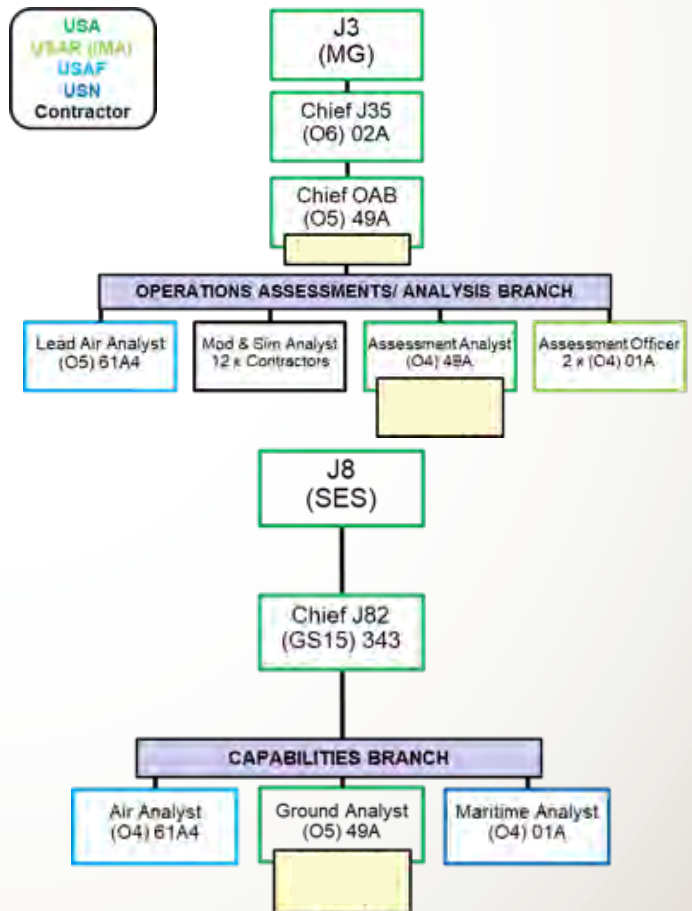 USA
USAR (IMA)
USAF
USN
Contractor
J3
(MG)
Chief J35
(O6) 02A
Chief OAB
(O5) 49A
OPERATIONS ASSESSMENTS/ ANALYSIS BRANCH
Lead Air Analyst
(O5) 61A4
Mod & Sim Analyst
12 x Contractors
Assessment Analyst
(O4) 49A
Assessment Officer
2 x (O4) 01A
J8
(SES)
Chief J82
(GS15) 343
CAPABILITIES BRANCH
Air Analyst
(O4) 61A4
Ground Analyst
(O5) 49A
Maritime Analyst
(O4) 01A